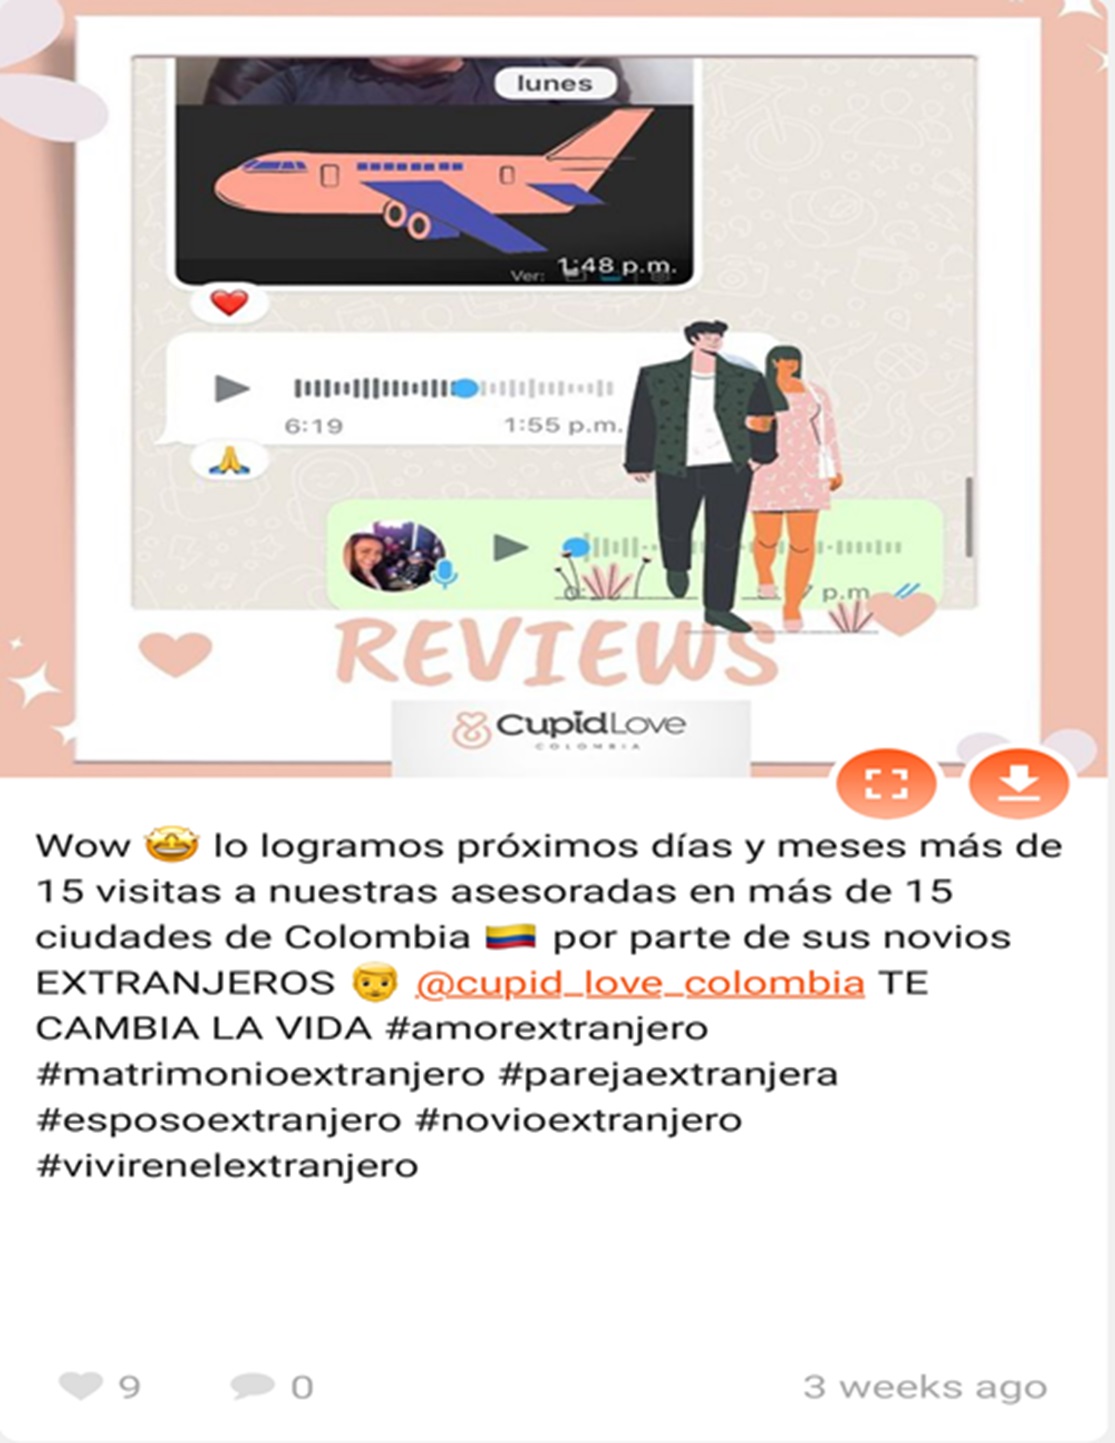 lunes
Ver:
1:48 p.m.
6:19
1:55 p.m.
p.m.
REVIEWS
CupidLove
COLOMBIA
Wow 🤩 lo logramos próximos días y meses más de
15 visitas a nuestras asesoradas en más de 15
ciudades de Colombia 🇨🇴 por parte de sus novios
EXTRANJEROS 👨 @cupid_love_colombia TE
CAMBIA LA VIDA #amorextranjero
#matrimonioextranjero #parejaextranjera
#esposoextranjero #novioextranjero
#vivirenelextranjero
9
0
3 weeks ago